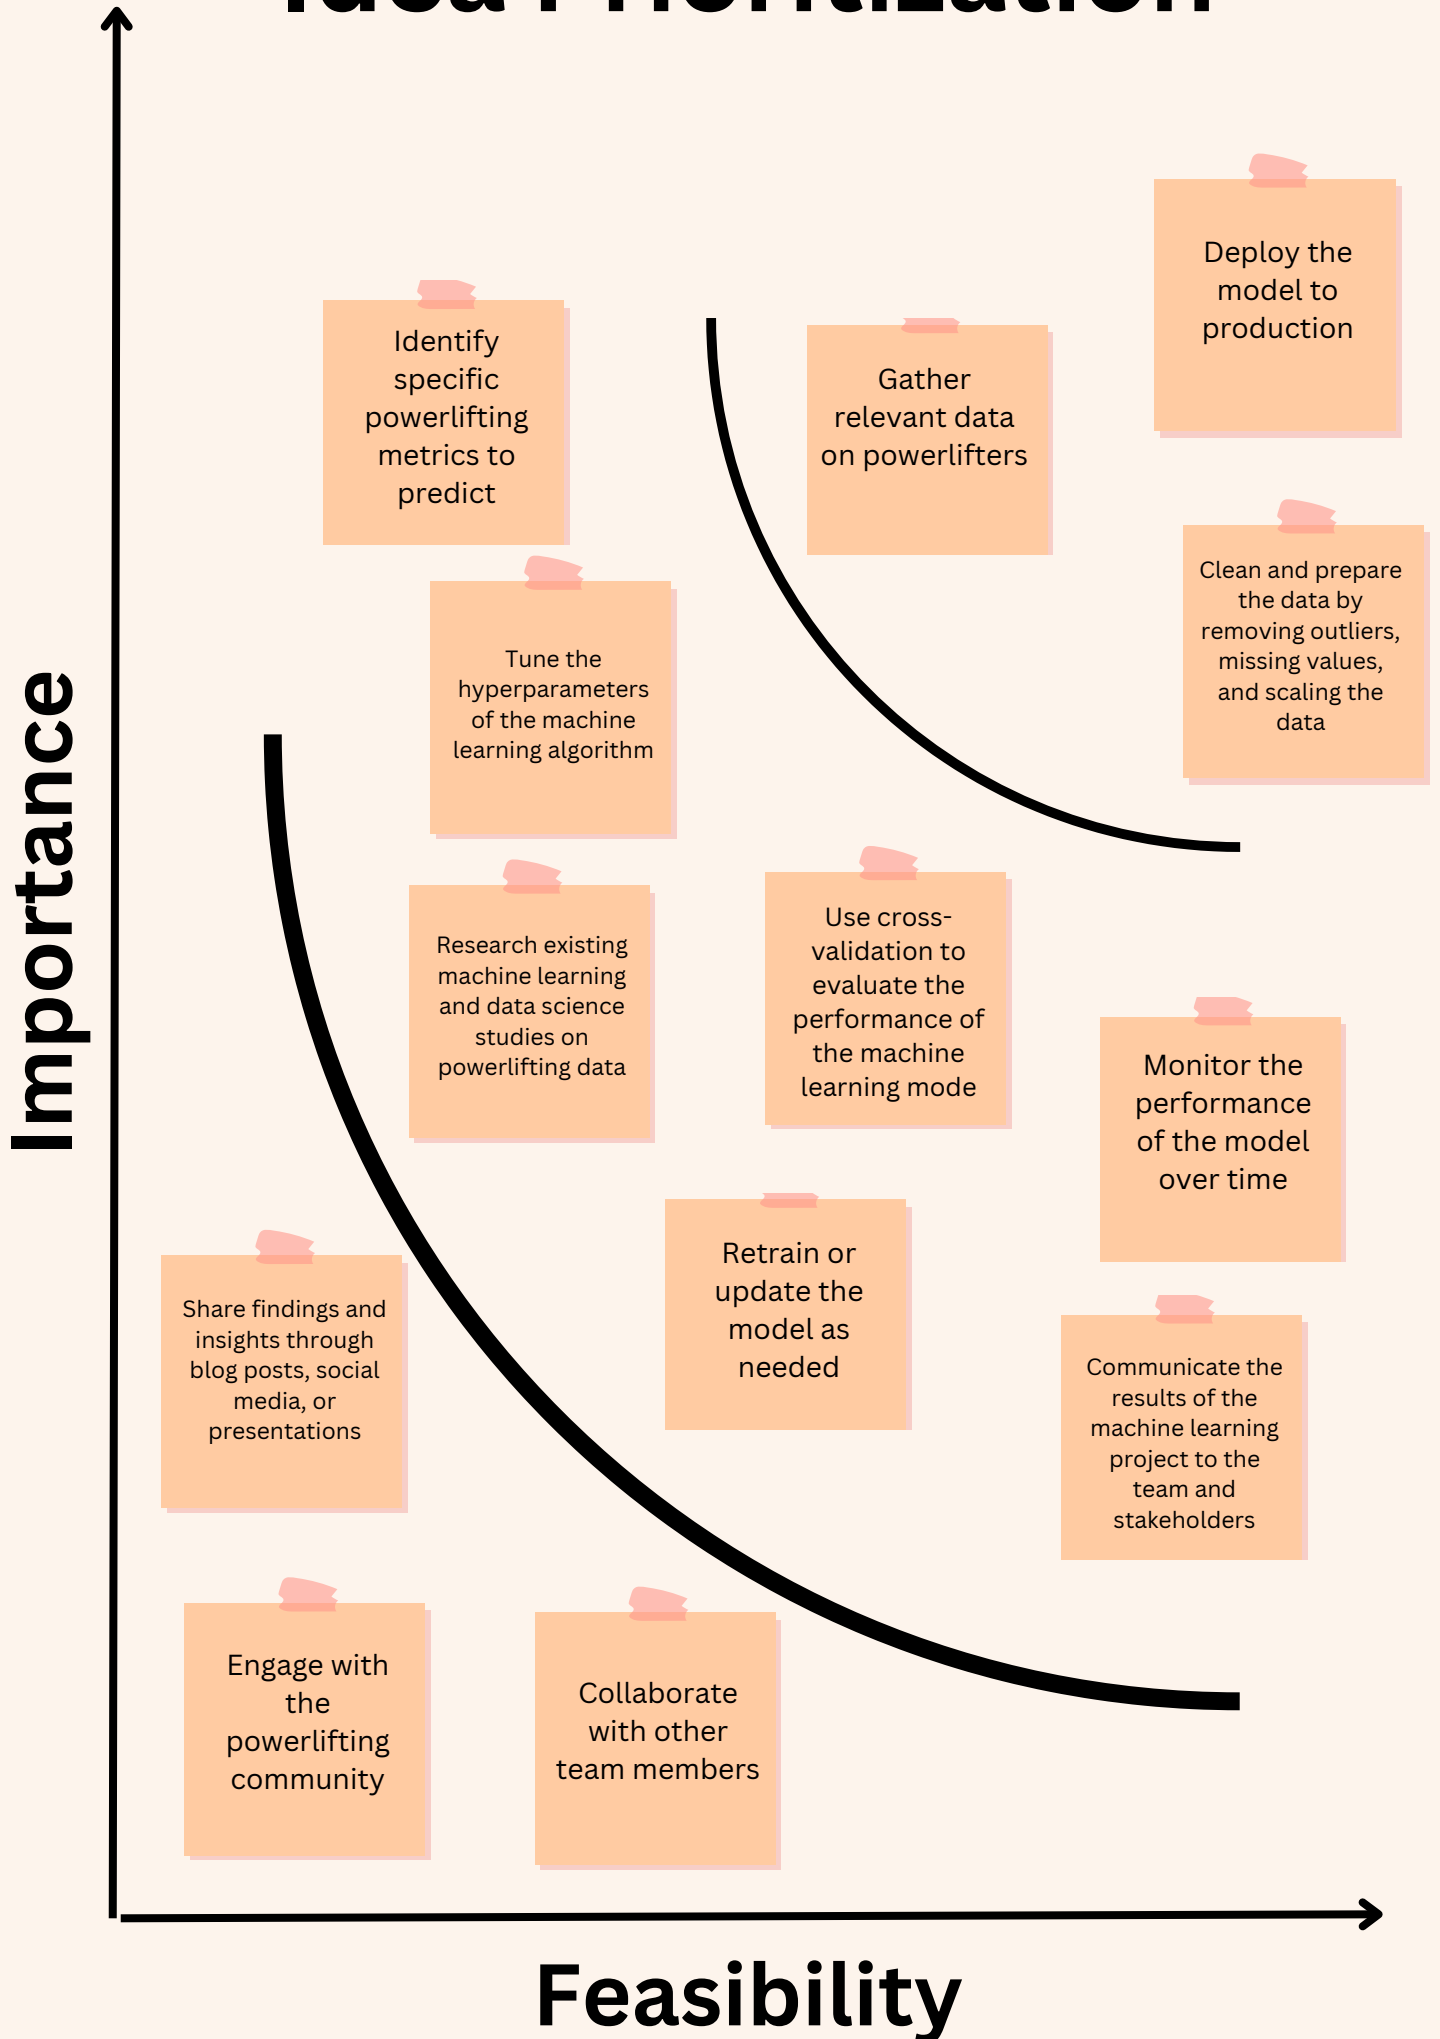 Idea Prioritization
Deploy the
model to
production
Identify
specific
powerlifting
metrics to
predict
Gather
relevant data
on powerlifters
Clean and prepare
the data by
removing outliers,
missing values,
and scaling the
data
Tune the
hyperparameters
of the machine
learning algorithm
Importance
Research existing
machine learning
and data science
studies on
powerlifting data
Use cross-
validation to
evaluate the
performance of
the machine
learning mode
Monitor the
performance
of the model
over time
Retrain or
update the
model as
needed
Share findings and
insights through
blog posts, social
media, or
presentations
Communicate the
results of the
machine learning
project to the
team and
stakeholders
Engage with
the
powerlifting
community
Collaborate
with other
team members
Feasibility